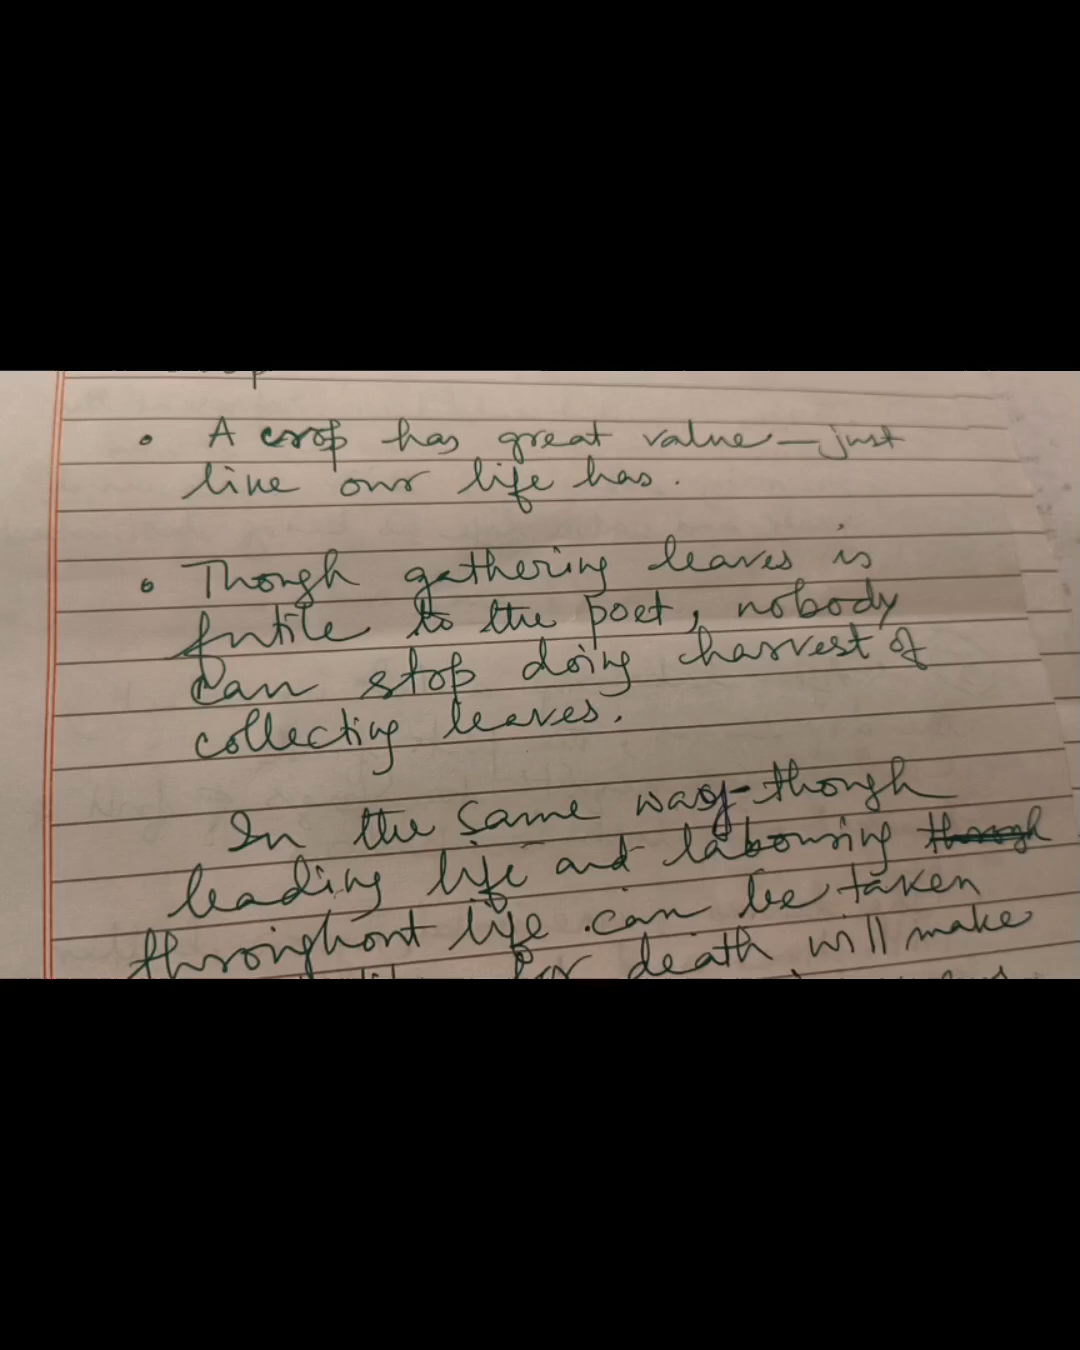 • A crop has great value — just
like our life has.
• Though gathering leaves is
futile to the poet, nobody
can stop doing harvest of
collecting leaves.
In the same way - though
leading life and labouring
throughout life can be taken
for death will make